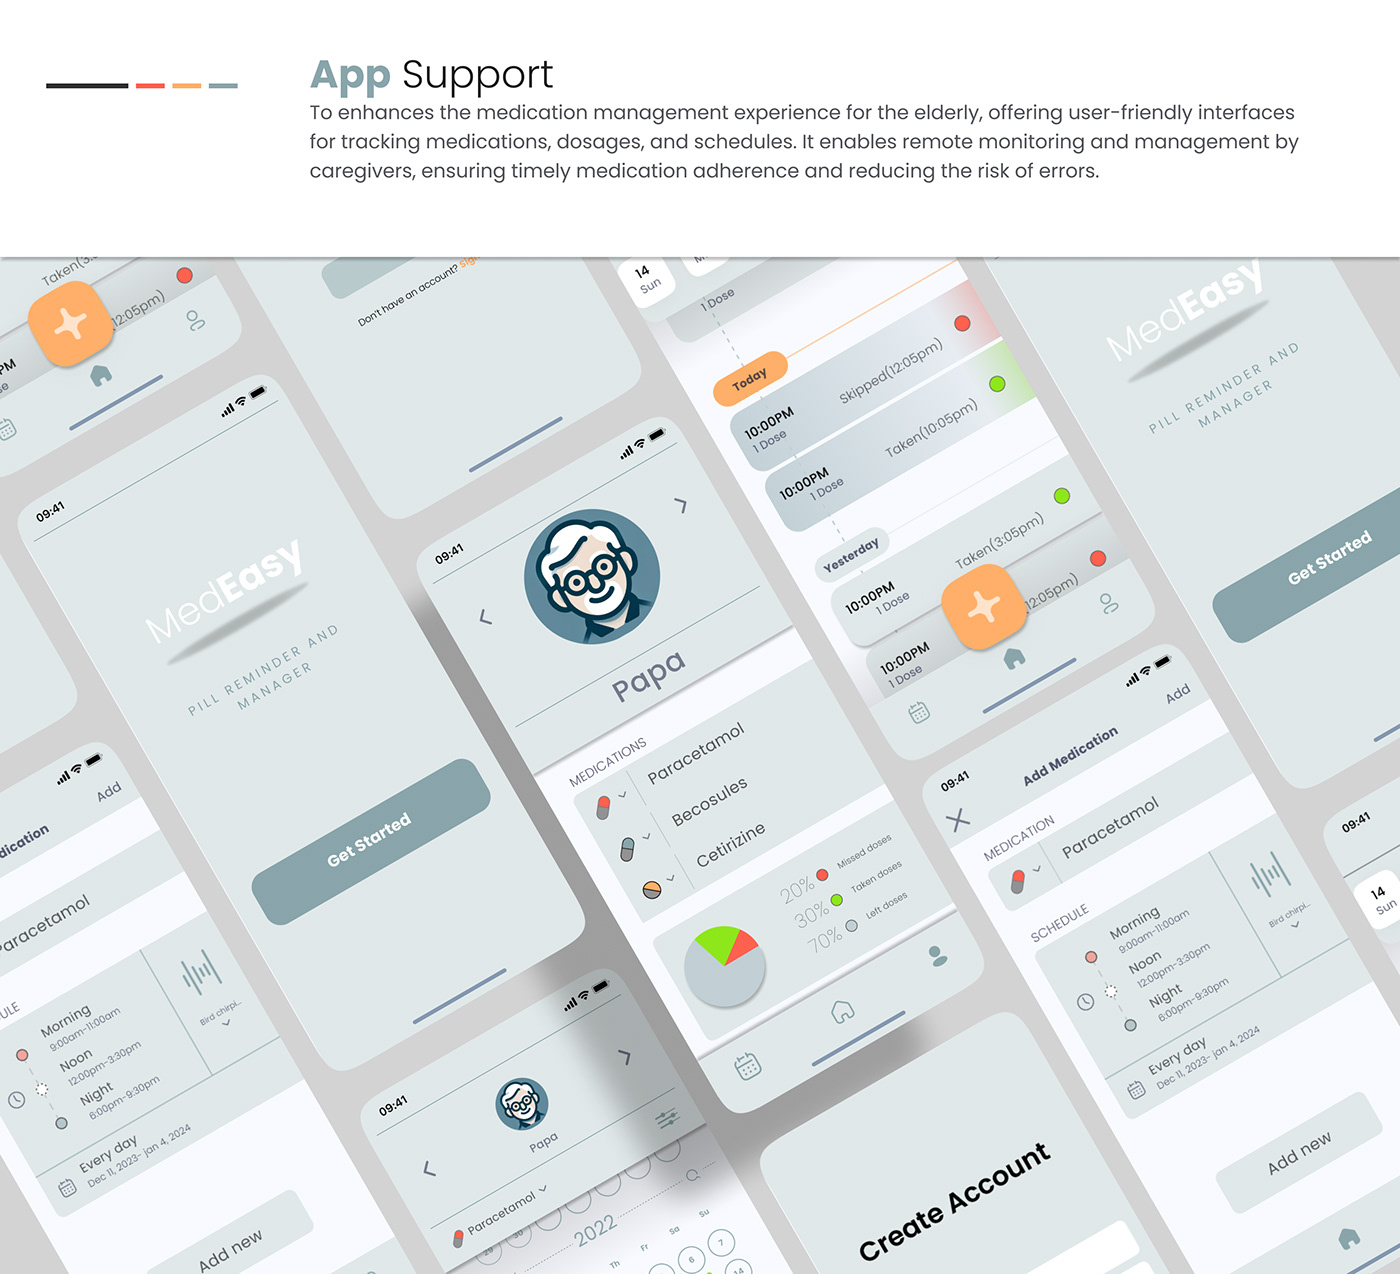 App Support
To enhances the medication management experience for the elderly, offering user-friendly interfaces
for tracking medications, dosages, and schedules. It enables remote monitoring and management by
caregivers, ensuring timely medication adherence and reducing the risk of errors.
Taken(3:
12:05pm)
PM
Don't have an account? sign
14
Sun
1 Dose
Today
10:00PM
1 Dose
Skipped(12:05pm)
10:00PM
1 Dose
Taken(10:05pm)
Yesterday
10:00PM
1 Dose
Taken(3:05pm)
10:00PM
1 Dose
12:05pm)
MedEasy
PILL REMINDER AND
MANAGER
Get Started
09:41
MedEasy
PILL REMINDER AND
MANAGER
Get Started
09:41
Papa
MEDICATIONS
Paracetamol
Becosules
Cetirizine
20% Missed doses
30% Taken doses
70% Left doses
09:41
Add
Add Medication
MEDICATION
Paracetamol
SCHEDULE
Morning
9:00am-11:00am
Noon
12:00pm-3:30pm
Night
6:00pm-9:30pm
Bird chirpi..
Every day
Dec 11, 2023- jan 4, 2024
Add new
09:41
14
Sun
Add
dication
Paracetamol
ULE
Morning
9:00am-11:00am
Noon
12:00pm-3:30pm
Night
6:00pm-9:30pm
Bird chirpi..
Every day
Dec 11, 2023- jan 4, 2024
Add new
09:41
Papa
Paracetamol
29
30
2022
Th
Fr
Sa
Su
6
7
14
Create Account